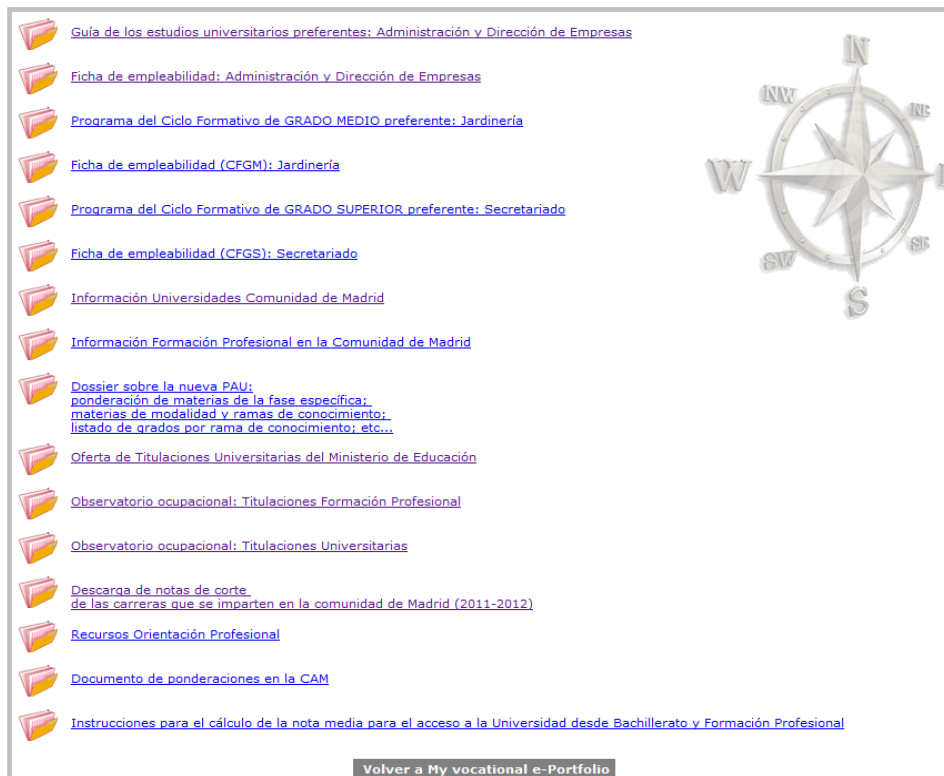 Guía de los estudios universitarios preferentes: Administración y Dirección de Empresas
Ficha de empleabilidad: Administración y Dirección de Empresas
Programa del Ciclo Formativo de GRADO MEDIO preferente: Jardinería
Ficha de empleabilidad (CFGM): Jardinería
Programa del Ciclo Formativo de GRADO SUPERIOR preferente: Secretariado
Ficha de empleabilidad (CFGS): Secretariado
Información Universidades Comunidad de Madrid
Información Formación Profesional en la Comunidad de Madrid
Dossier sobre la nueva PAU:
ponderación de materias de la fase específica;
materias de modalidad y ramas de conocimiento;
listado de grados por rama de conocimiento; etc...
Oferta de Titulaciones Universitarias del Ministerio de Educación
Observatorio ocupacional: Titulaciones Formación Profesional
Observatorio ocupacional: Titulaciones Universitarias
Descarga de notas de corte
de las carreras que se imparten en la comunidad de Madrid (2011-2012)
Recursos Orientación Profesional
Documento de ponderaciones en la CAM
Instrucciones para el cálculo de la nota media para el acceso a la Universidad desde Bachillerato y Formación Profesional
Volver a My vocational e-Portfolio
N
NW
NE
W
SW
SE
S